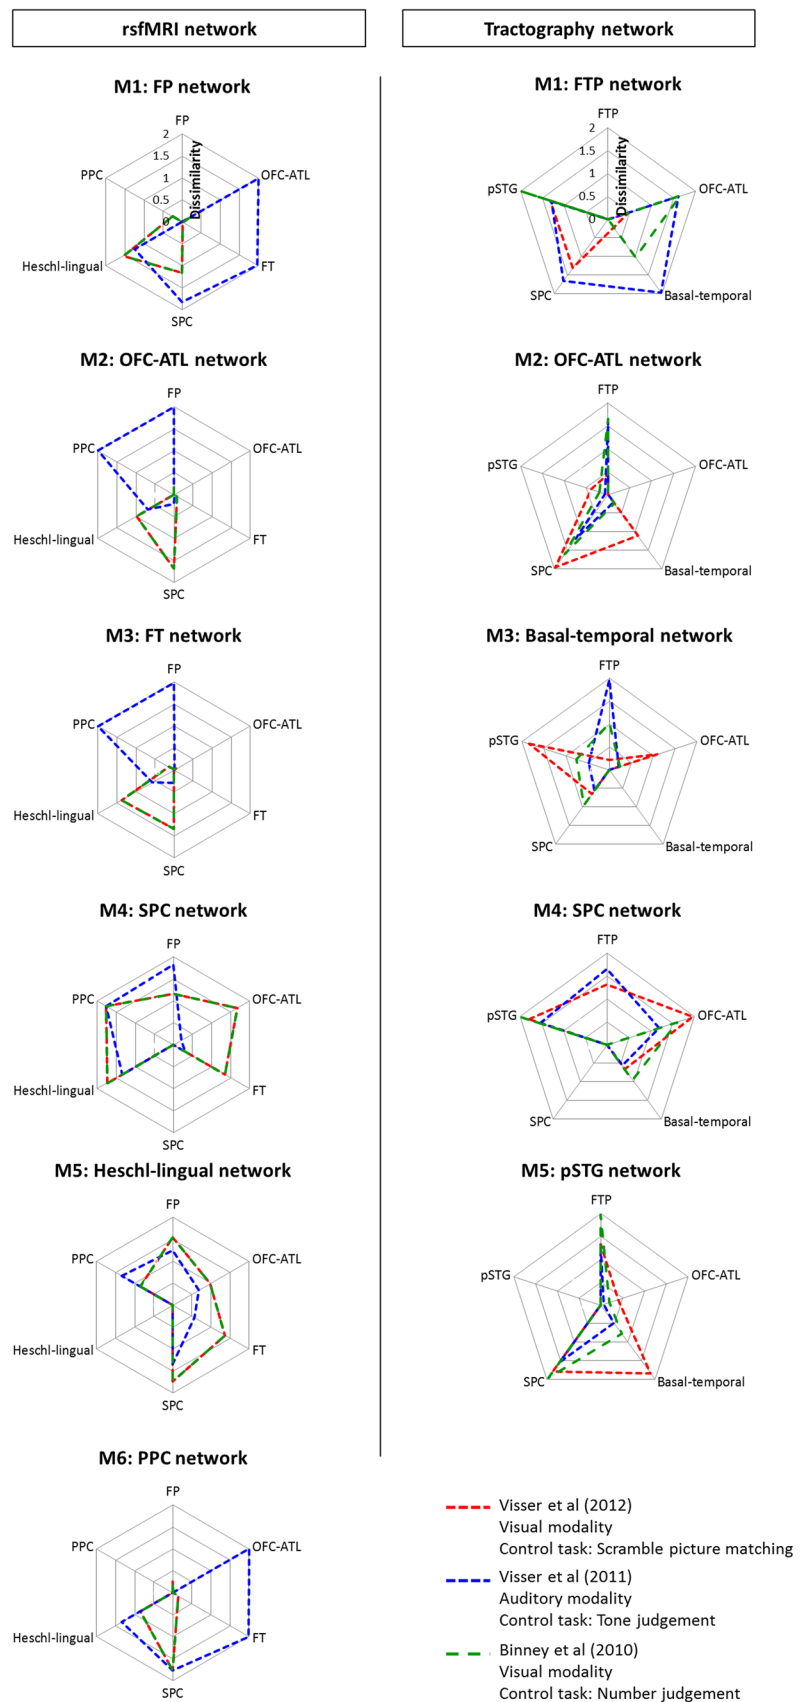 rsfMRI network
Tractography network
M1: FP network
FP
2
1.5
1
0.5
0
Dissimilarity
OFC-ATL
PPC
Heschl-lingual
FT
SPC
M1: FTP network
FTP
2
1.5
1
0.5
0
Dissimilarity
pSTG
OFC-ATL
SPC
Basal-temporal
M2: OFC-ATL network
FP
PPC
OFC-ATL
Heschl-lingual
FT
SPC
M2: OFC-ATL network
FTP
pSTG
OFC-ATL
SPC
Basal-temporal
M3: FT network
FP
PPC
OFC-ATL
Heschl-lingual
FT
SPC
M3: Basal-temporal network
FTP
pSTG
OFC-ATL
SPC
Basal-temporal
M4: SPC network
FP
PPC
OFC-ATL
Heschl-lingual
FT
SPC
M4: SPC network
FTP
pSTG
OFC-ATL
SPC
Basal-temporal
M5: Heschl-lingual network
FP
PPC
OFC-ATL
Heschl-lingual
FT
SPC
M5: pSTG network
FTP
pSTG
OFC-ATL
SPC
Basal-temporal
M6: PPC network
FP
PPC
OFC-ATL
Heschl-lingual
FT
SPC
Visser et al (2012)
Visual modality
Control task: Scramble picture matching
Visser et al (2011)
Auditory modality
Control task: Tone judgement
Binney et al (2010)
Visual modality
Control task: Number judgement